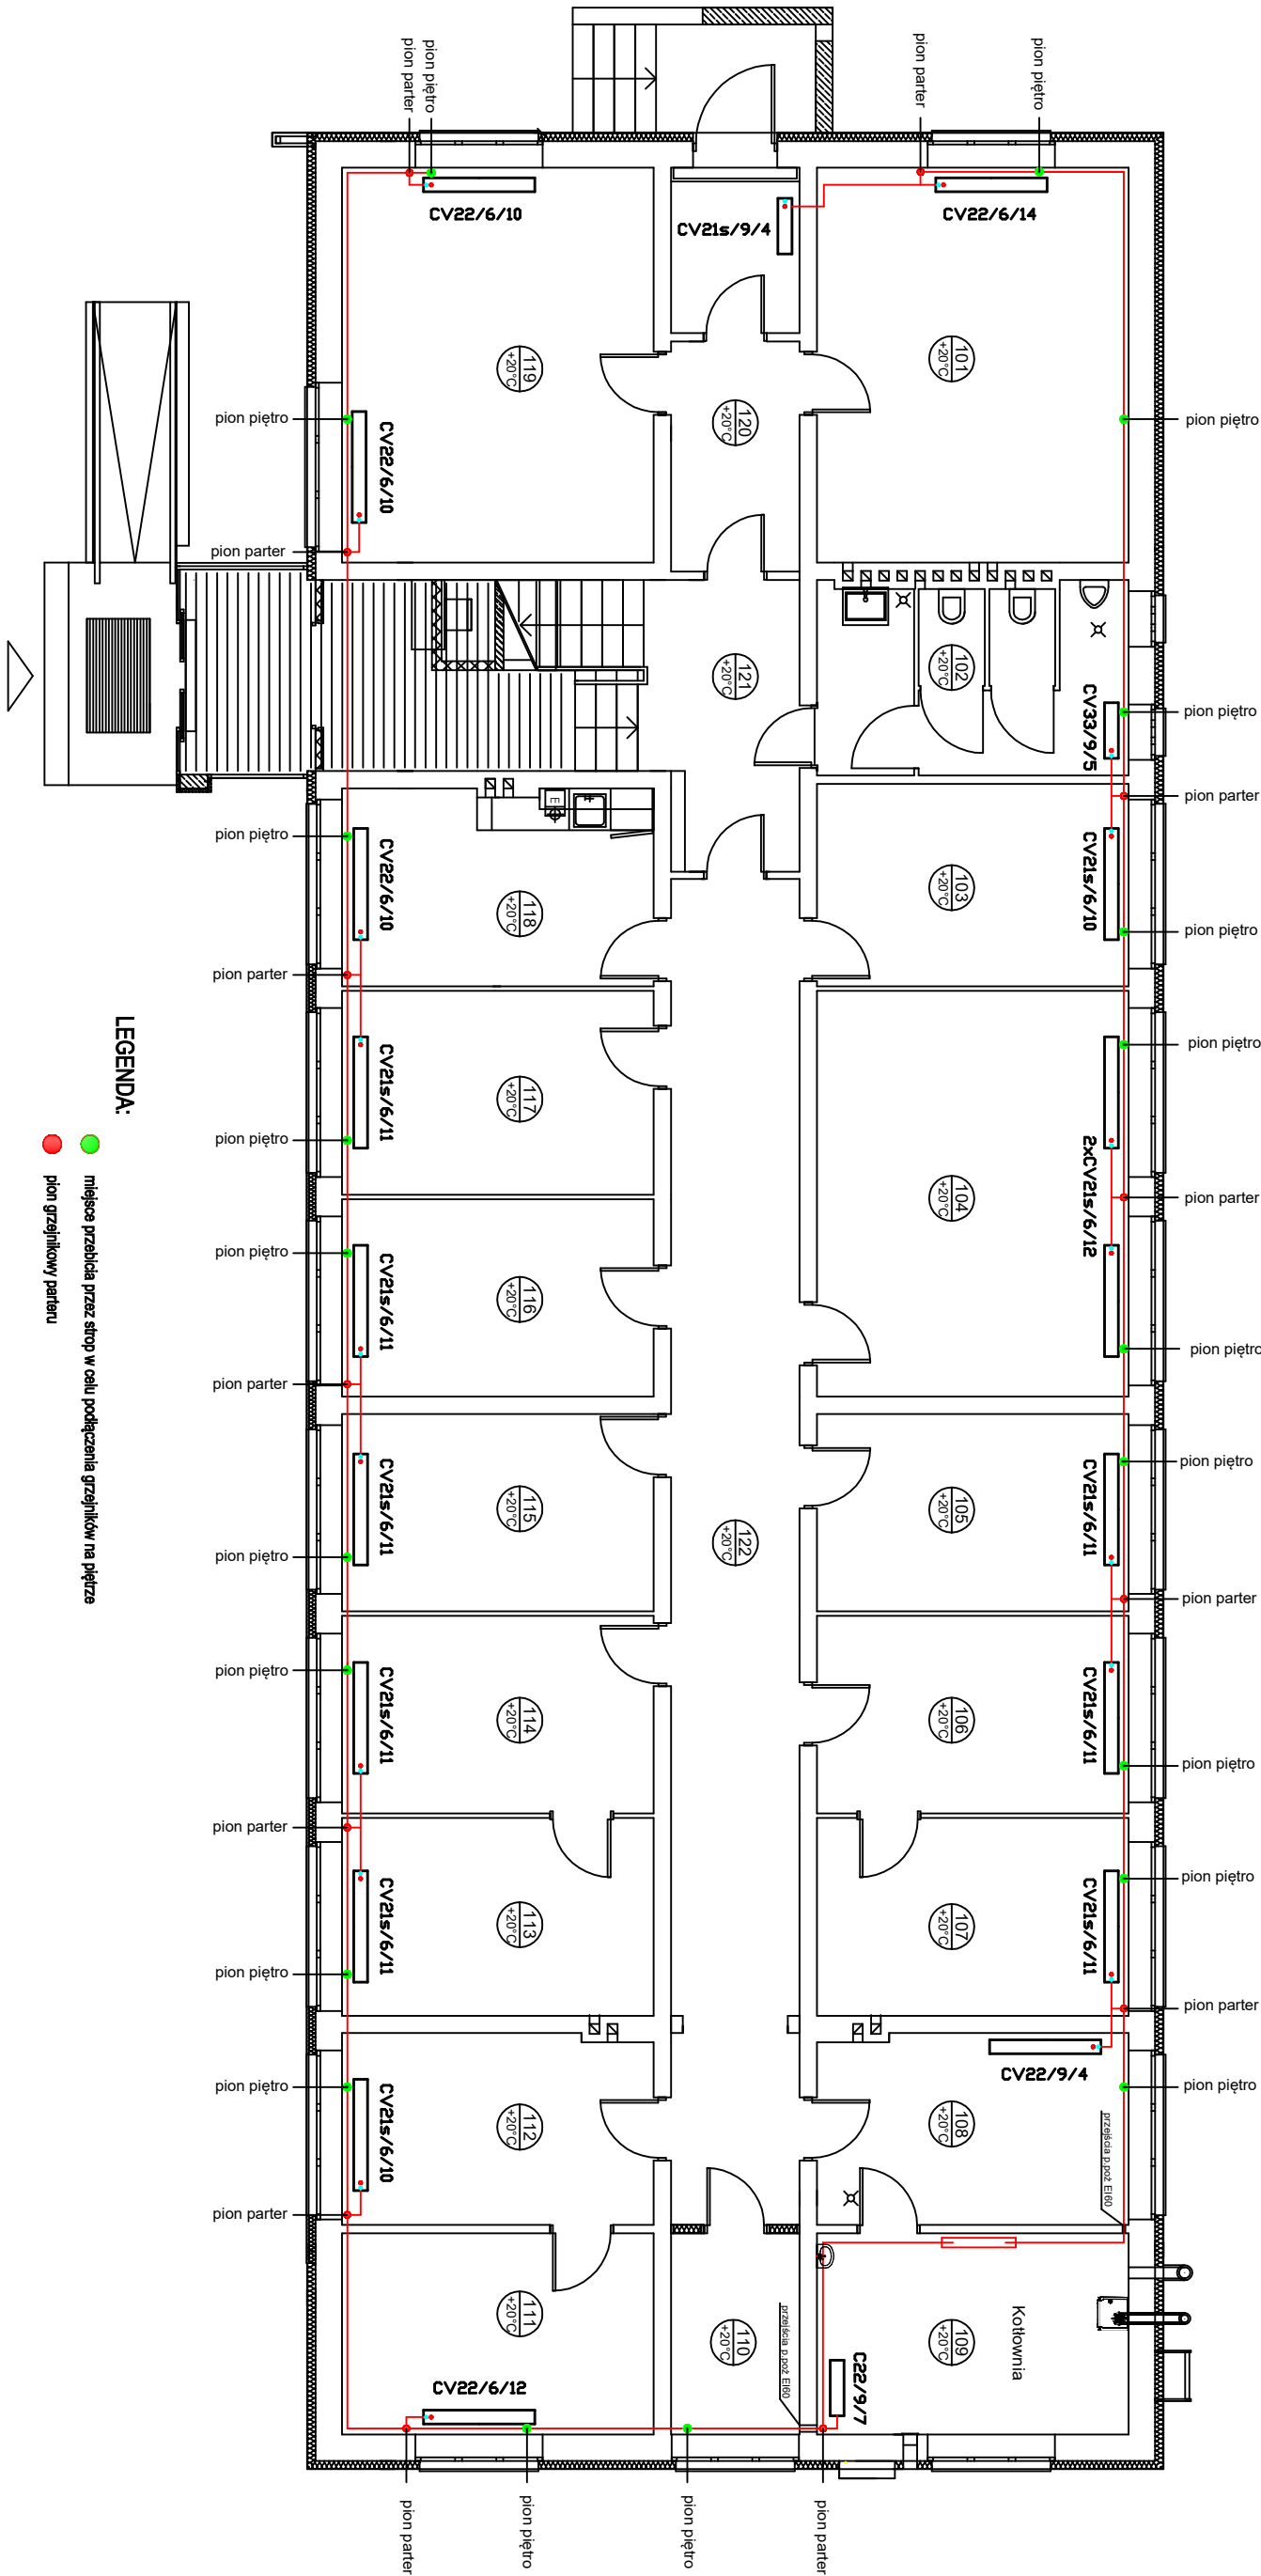 pion parter
pion piętro
pion parter
pion piętro
CV22/6/10
CV21s/9/4
CV22/6/14
119
+20°C
120
+20°C
101
+20°C
pion piętro
CV22/6/10
pion piętro
pion parter
102
+20°C
121
+20°C
CV33/9/5
pion piętro
pion parter
pion piętro
CV22/6/10
E
118
+20°C
103
+20°C
CV21s/6/10
pion piętro
pion parter
pion piętro
CV21s/6/11
117
+20°C
pion piętro
2xCV21s/6/12
104
+20°C
pion parter
pion piętro
CV21s/6/11
116
+20°C
pion piętro
pion parter
CV21s/6/11
115
+20°C
122
+20°C
105
+20°C
CV21s/6/11
pion piętro
pion piętro
pion parter
pion piętro
CV21s/6/11
114
+20°C
106
+20°C
CV21s/6/11
pion piętro
pion parter
CV21s/6/11
113
+20°C
107
+20°C
CV21s/6/11
pion piętro
pion piętro
pion parter
CV22/9/4
pion piętro
CV21s/6/10
112
+20°C
108
+20°C
przejścia p.poż EI60
pion piętro
pion parter
111
+20°C
110
+20°C
109
+20°C
Kotłownia
przejścia p.poż EI60
C22/9/7
CV22/6/12
pion parter
pion piętro
pion piętro
pion parter
LEGENDA:
miejsce przebicia przez strop w celu podłączenia grzejników na piętrze
pion grzejnikowy parteru